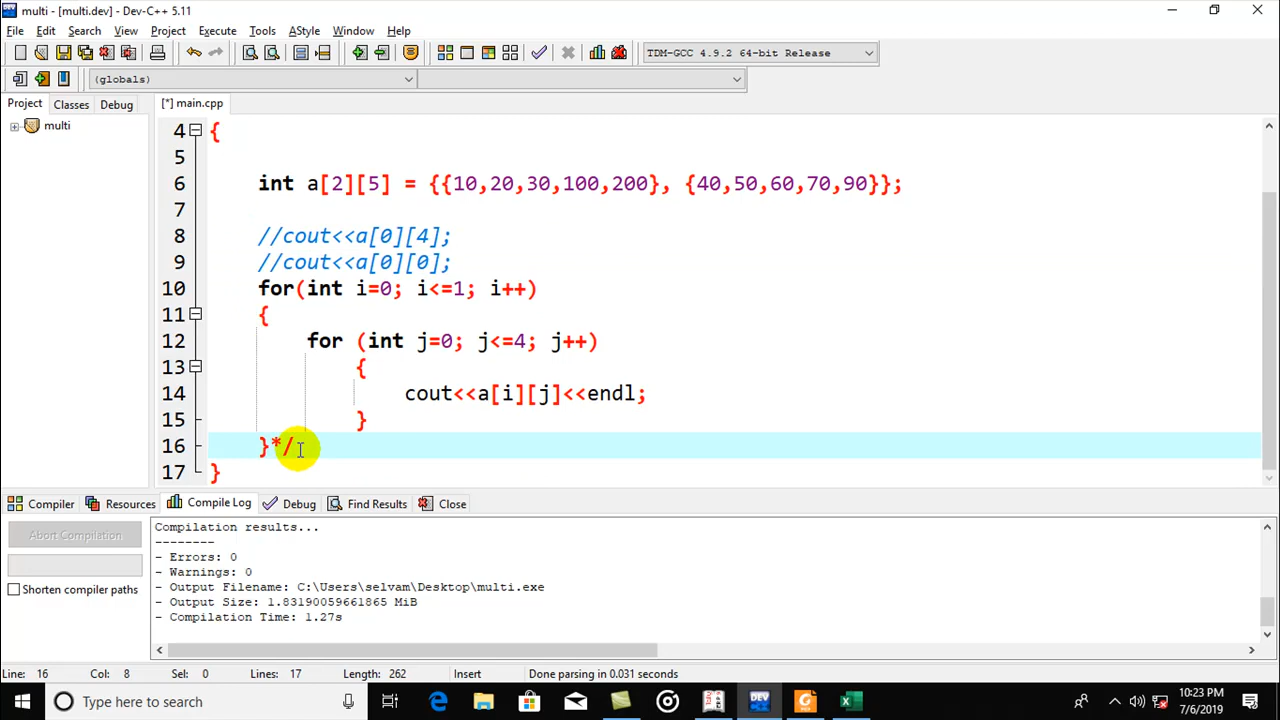 multi - [multi.dev] - Dev-C++ 5.11
File Edit Search View Project Execute Tools AStyle Window Help
TDM-GCC 4.9.2 64-bit Release
(globals)
Project Classes Debug
[*] main.cpp
multi
4 {
5
6 int a[2][5] = {{10,20,30,100,200}, {40,50,60,70,90}};
7
8 //cout<<a[0][4];
9 //cout<<a[0][0];
10 for(int i=0; i<=1; i++)
11 {
12 for (int j=0; j<=4; j++)
13 {
14 cout<<a[i][j]<<endl;
15 }
16 }*/
17 }
Compiler Resources Compile Log Debug Find Results Close
Abort Compilation
Shorten compiler paths
Compilation results...
--------
- Errors: 0
- Warnings: 0
- Output Filename: C:\Users\selvam\Desktop\multi.exe
- Output Size: 1.83190059661865 MiB
- Compilation Time: 1.27s
Line: 16 Col: 8 Sel: 0 Lines: 17 Length: 262 Insert Done parsing in 0.031 seconds
Type here to search
DEV
10:23 PM
7/6/2019